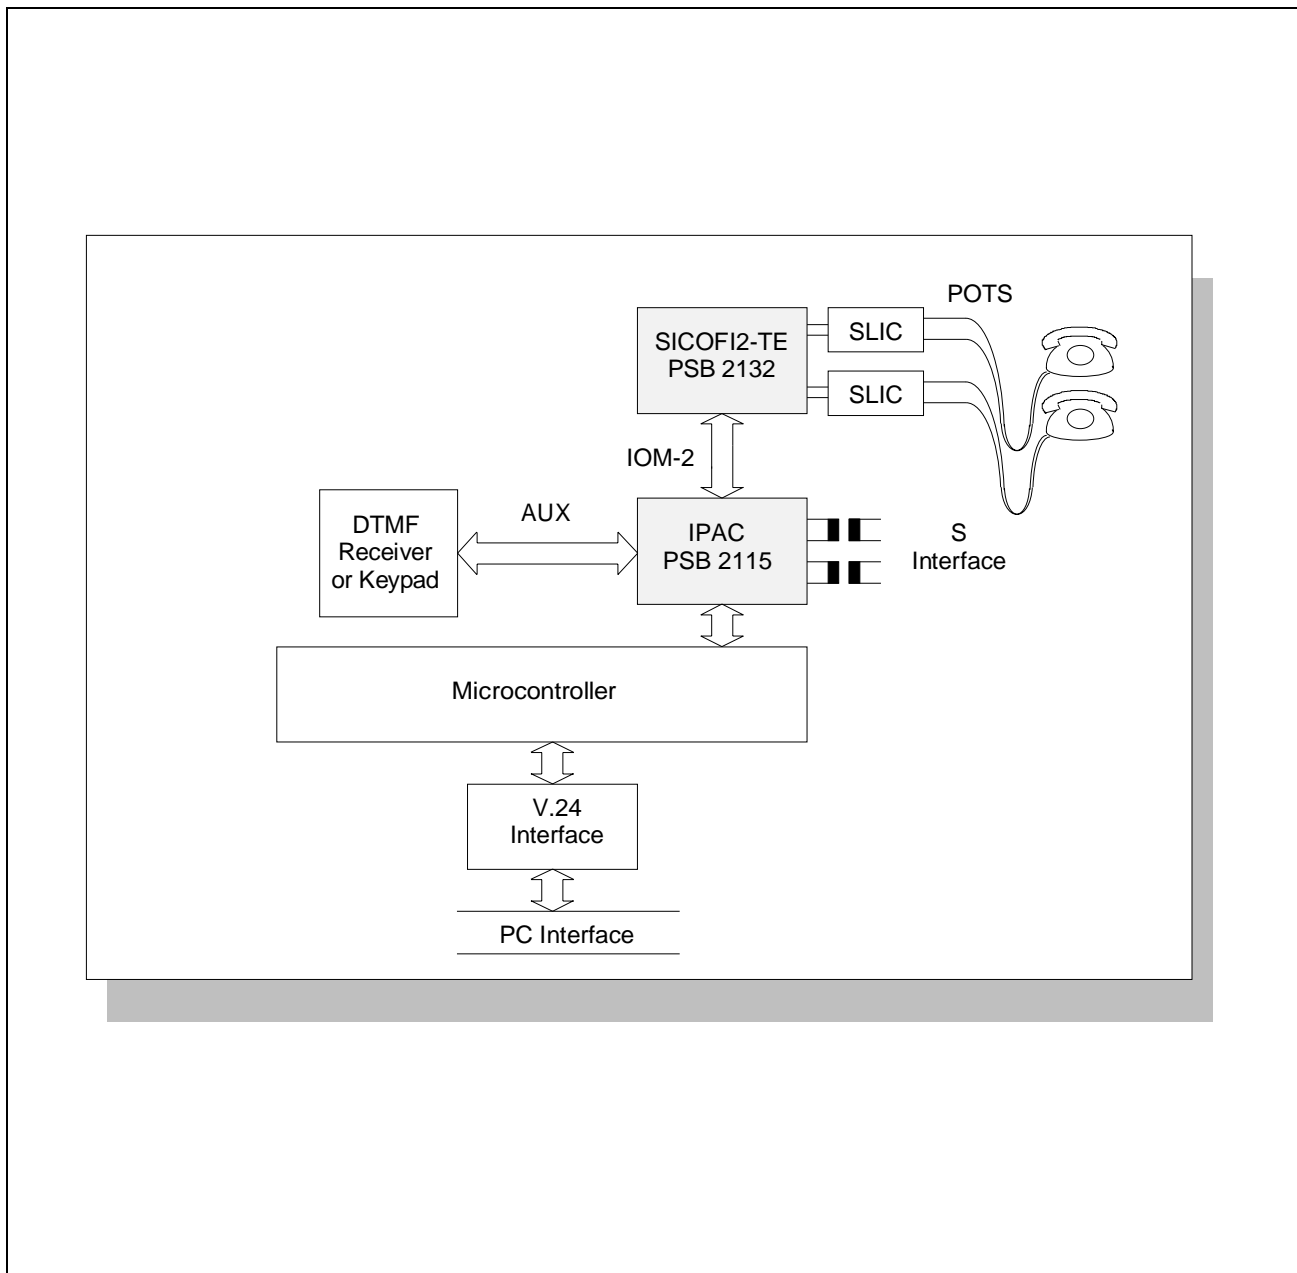 POTS
SICOFI2-TE
PSB 2132
SLIC
SLIC
IOM-2
AUX
DTMF
Receiver
or Keypad
IPAC
PSB 2115
S
Interface
Microcontroller
V.24
Interface
PC Interface